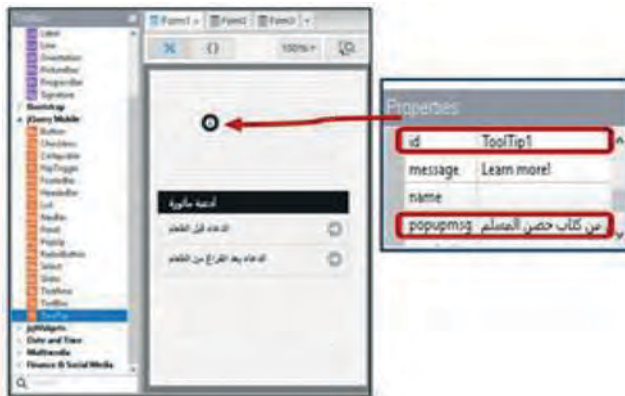 Toolbox
Form1
Form2
Form3
Label
Line
Orientation
PictureBox
ProgressBar
Signature
Bootstrap
jQuery Mobile
Button
Checkbox
Collapsible
FlipToggle
FooterBar
HeaderBar
List
NavBar
Panel
PopUp
RadioButton
Select
Slider
TextArea
TextBox
ToolTip
jqWidgets
Date and Time
Multimedia
Finance & Social Media
100%
أدعية مأثورة
الدعاء قبل الطعام
الدعاء بعد الفراغ من الطعام
Properties
id ToolTip1
message Learn more!
name
popupmsg من كتاب حصن المسلم